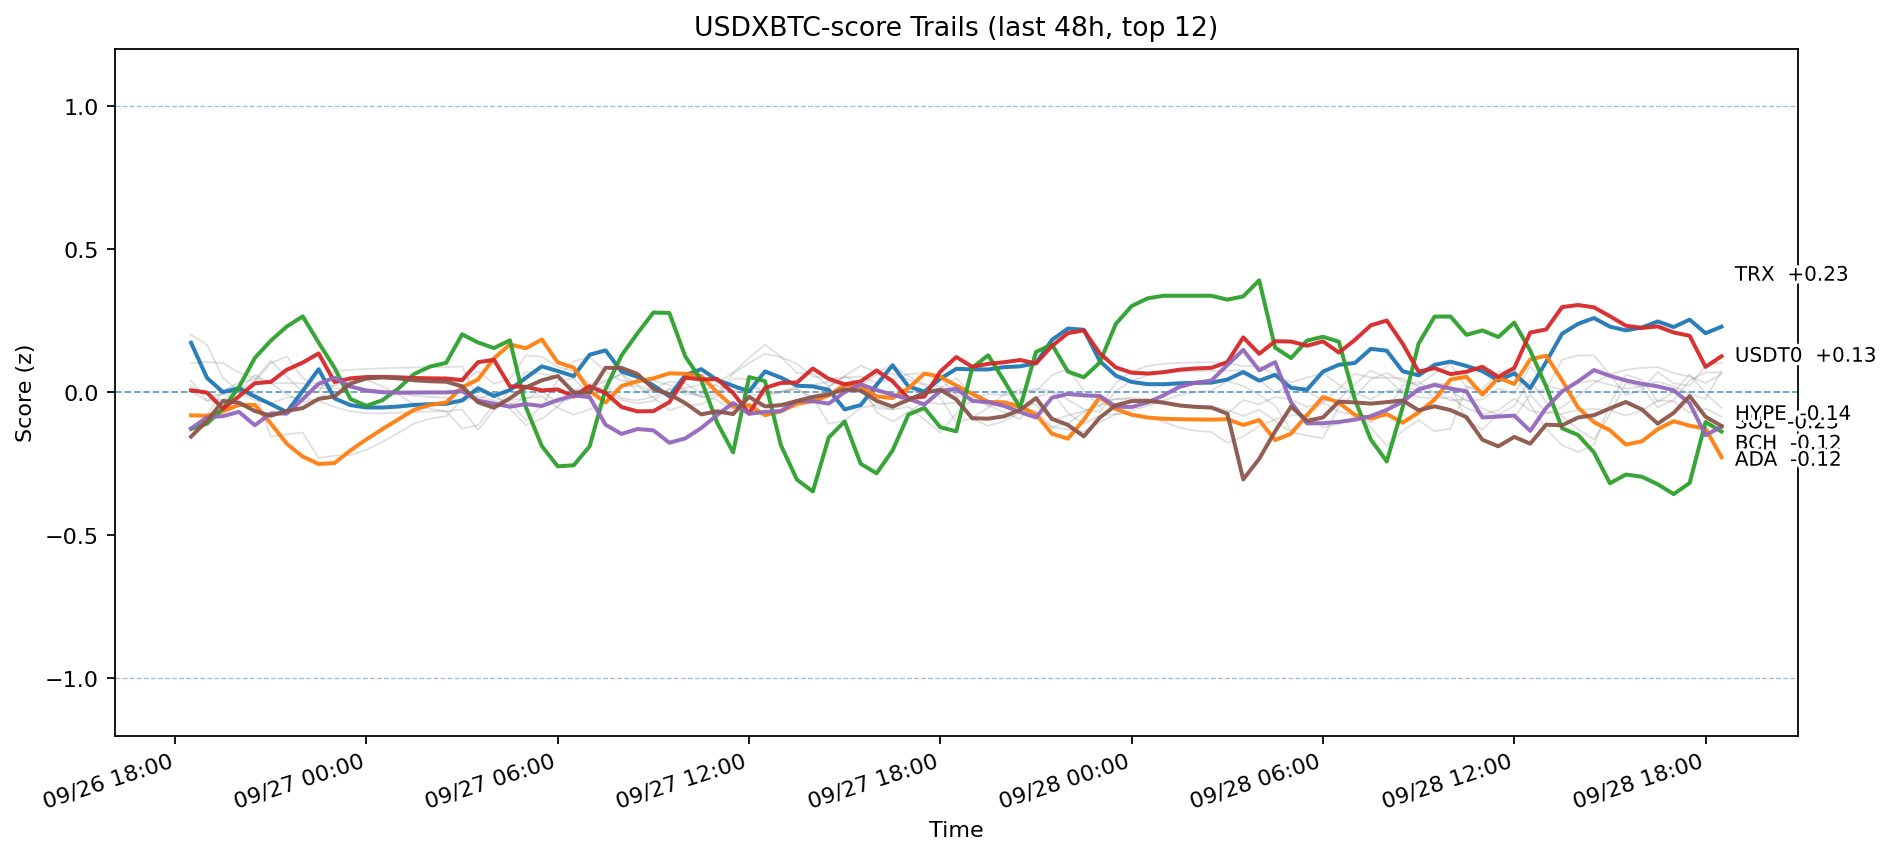 USDXBTC-score Trails (last 48h, top 12)
Score (z)
1.0
0.5
0.0
−0.5
−1.0
TRX +0.23
USDT0 +0.13
HYPE -0.14
SOL -0.23
BCH -0.12
ADA -0.12
09/26 18:00
09/27 00:00
09/27 06:00
09/27 12:00
09/27 18:00
09/28 00:00
09/28 06:00
09/28 12:00
09/28 18:00
Time